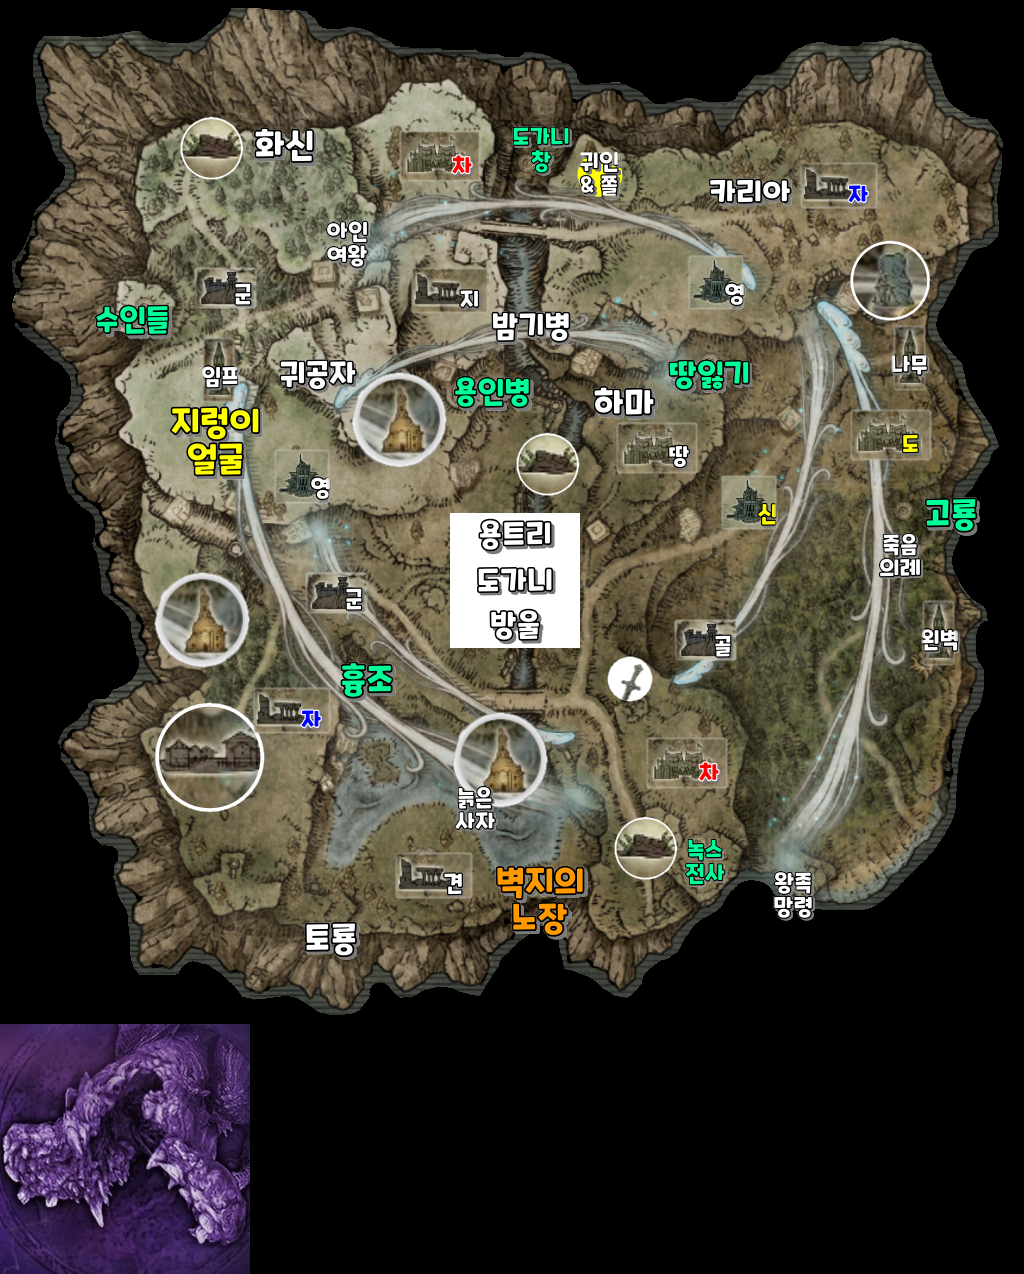 화신
차
도가니
창
귀인
& 쫄
카리아
자
아인
여왕
군
지
영
수인들
밤기병
임프
귀공자
용인병
땅잃기
나무
하마
지렁이
얼굴
땅
도
영
신
고룡
용트리
도가니
방울
죽음
의례
군
골
왼벽
흉조
자
차
늙은
사자
녹스
전사
견
벽지의
노장
왕족
망령
토룡